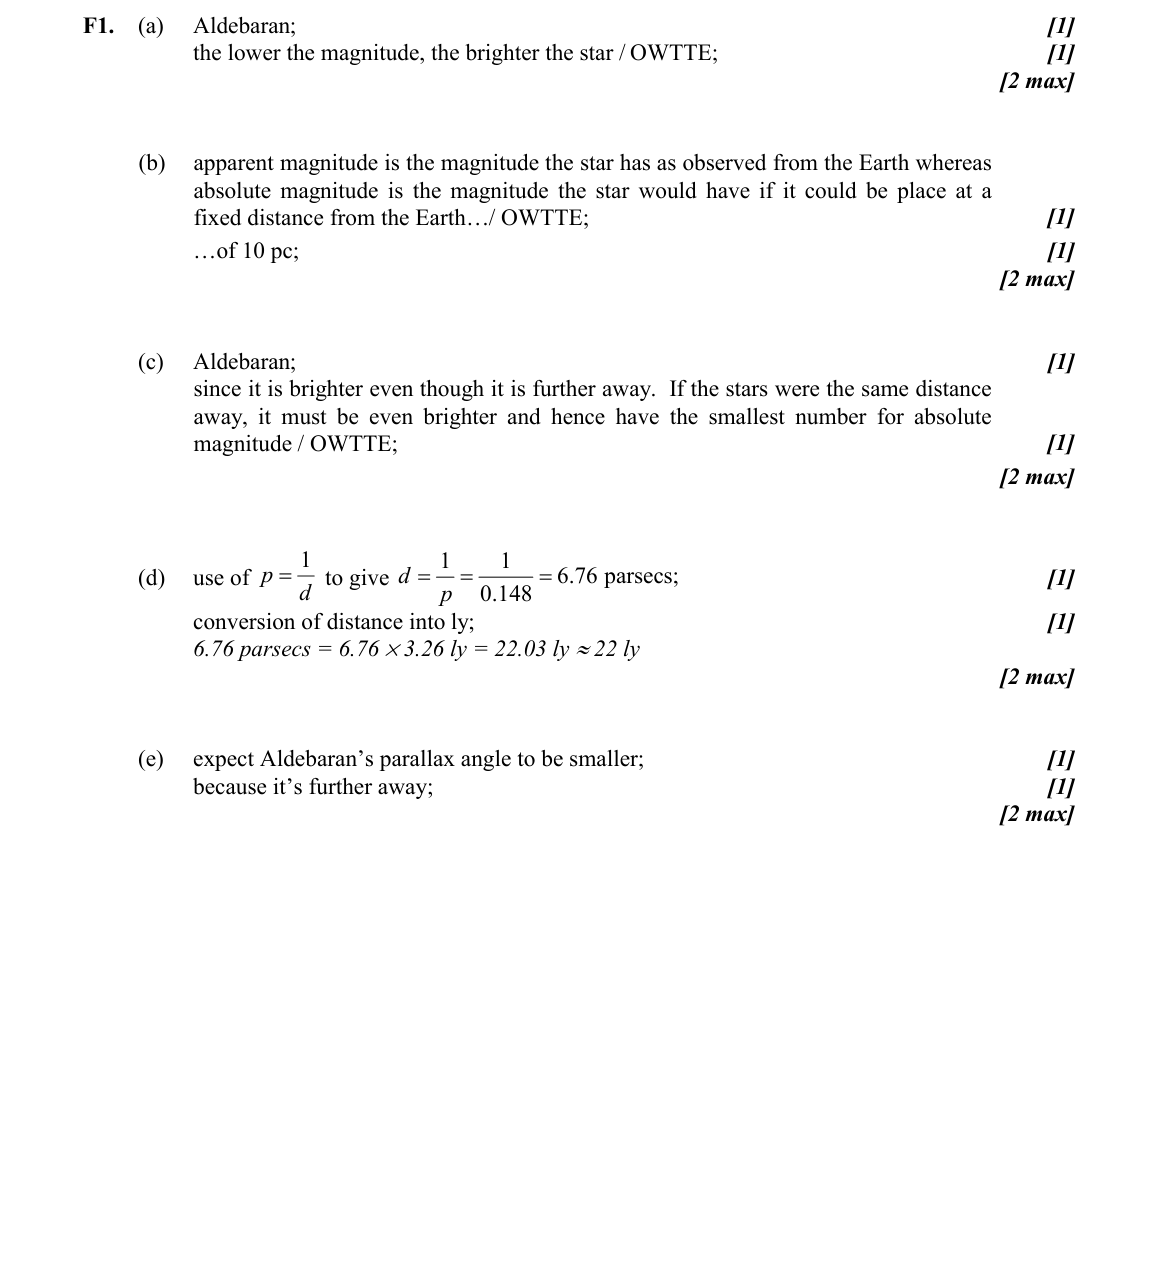 F1. (a) Aldebaran; [1]
the lower the magnitude, the brighter the star / OWTTE; [1]
[2 max]
(b) apparent magnitude is the magnitude the star has as observed from the Earth whereas
absolute magnitude is the magnitude the star would have if it could be place at a
fixed distance from the Earth…/ OWTTE; [1]
…of 10 pc; [1]
[2 max]
(c) Aldebaran; [1]
since it is brighter even though it is further away. If the stars were the same distance
away, it must be even brighter and hence have the smallest number for absolute
magnitude / OWTTE; [1]
[2 max]
(d) use of p = 1/d to give d = 1/p = 1/0.148 = 6.76 parsecs; [1]
conversion of distance into ly; [1]
6.76 parsecs = 6.76 × 3.26 ly = 22.03 ly ≈ 22 ly
[2 max]
(e) expect Aldebaran’s parallax angle to be smaller; [1]
because it’s further away; [1]
[2 max]